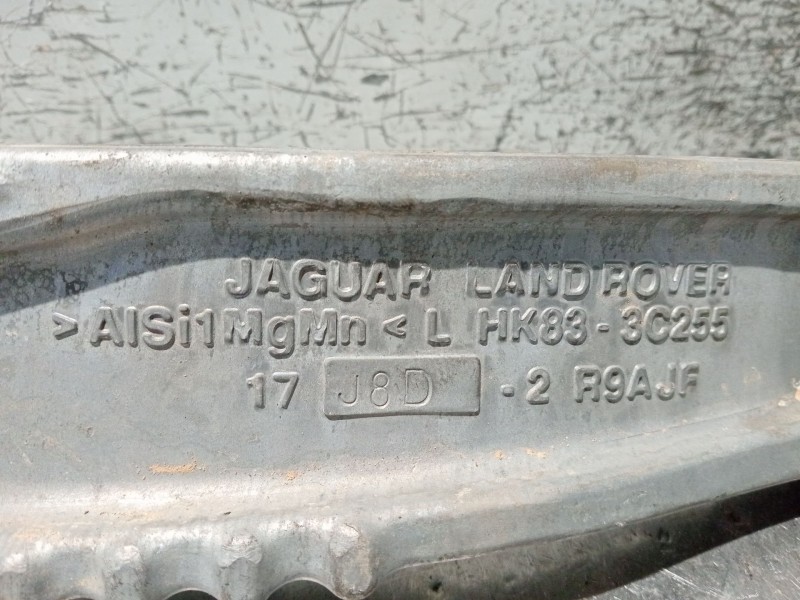 JAGUAR LAND ROVER
>AlSi1MgMn< L HK83-3C255
17 J8D -2 R9AJF